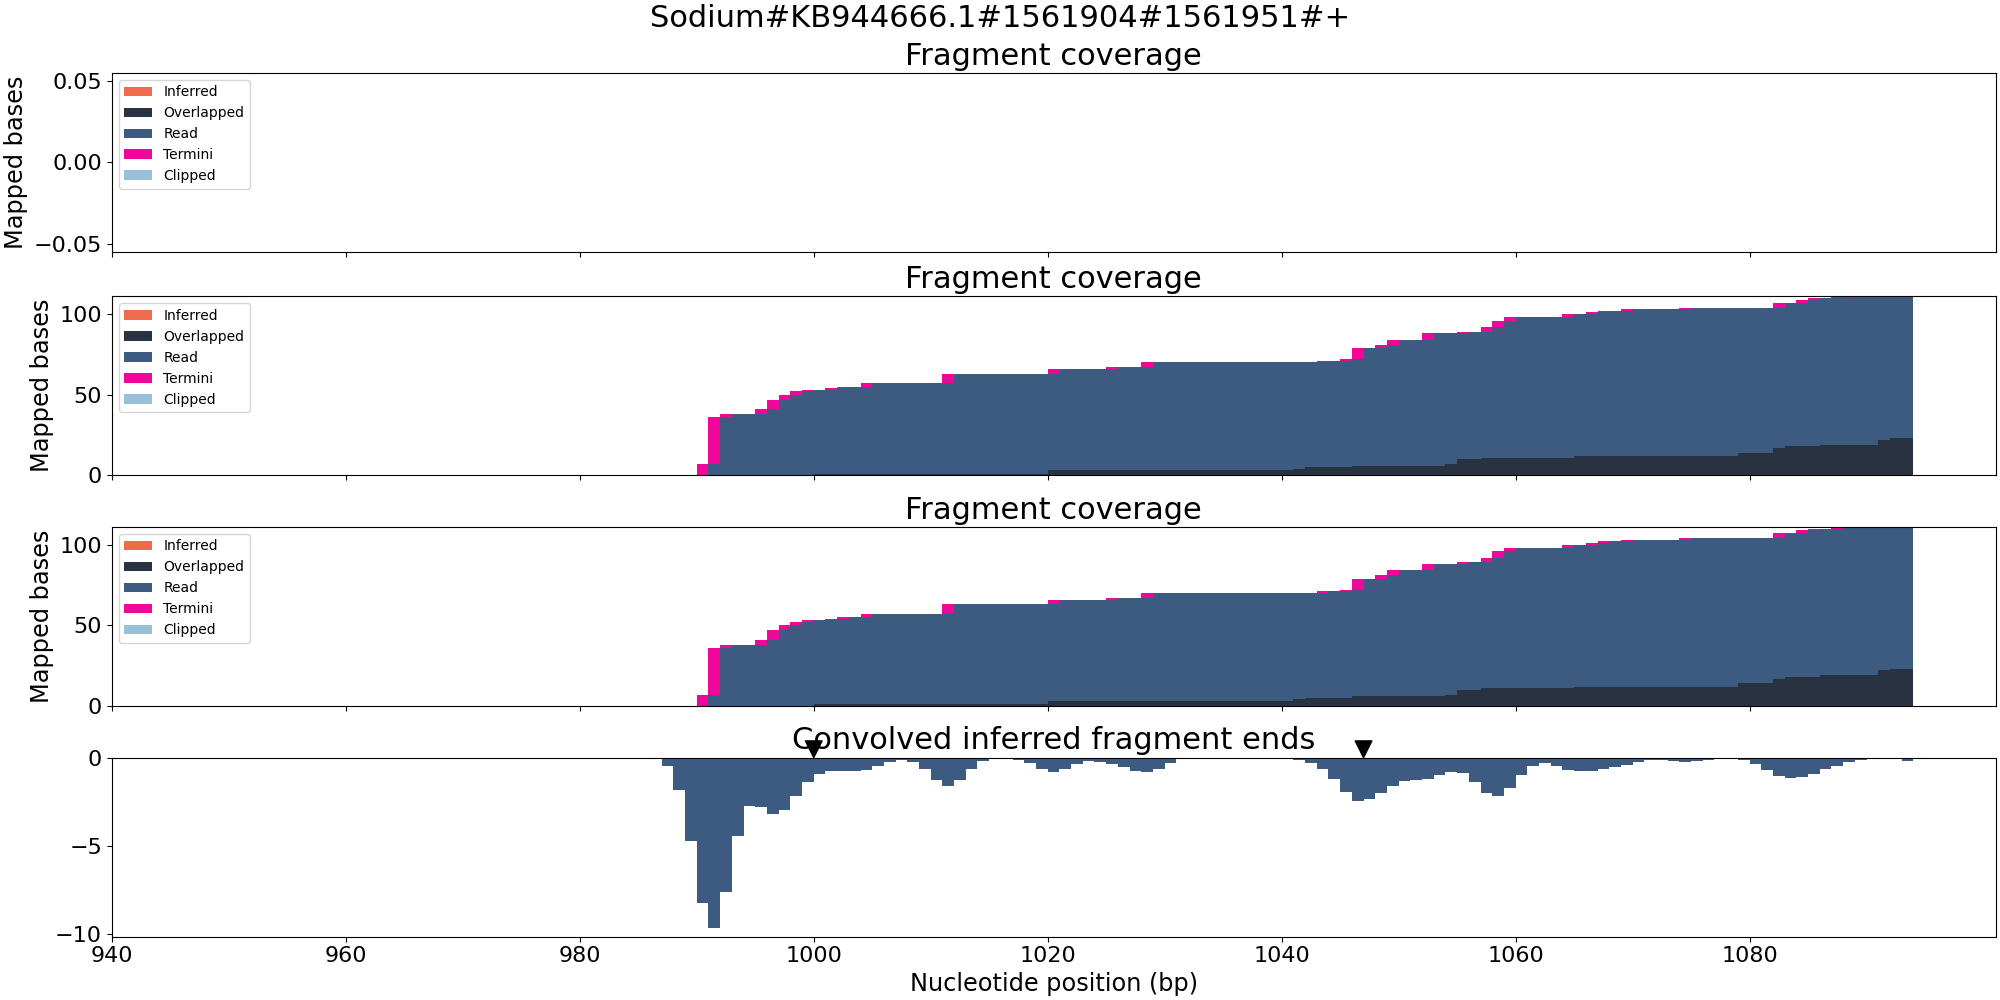 Sodium#KB944666.1#1561904#1561951#+
Fragment coverage
Mapped bases
0.05
0.00
−0.05
Inferred
Overlapped
Read
Termini
Clipped
Fragment coverage
Mapped bases
100
50
0
Inferred
Overlapped
Read
Termini
Clipped
Fragment coverage
Mapped bases
100
50
0
Inferred
Overlapped
Read
Termini
Clipped
Convolved inferred fragment ends
0
−5
−10
940 960 980 1000 1020 1040 1060 1080
Nucleotide position (bp)